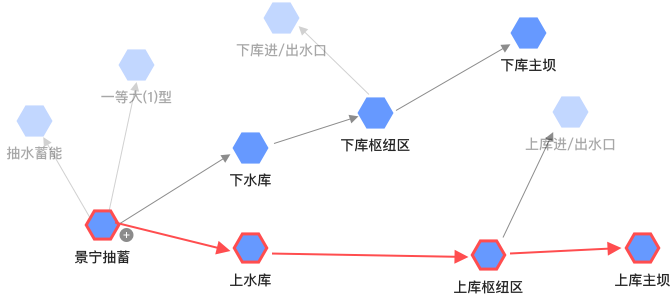 下库进/出水口
下库主坝
一等大(1)型
抽水蓄能
下库枢纽区
上库进/出水口
下水库
景宁抽蓄
上水库
上库枢纽区
上库主坝